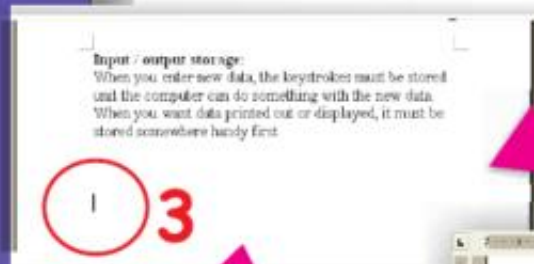 Input / output storage:
When you enter new data, the keystrokes must be stored
until the computer can do something with the new data.
When you want data printed out or displayed, it must be
stored somewhere handy first
3